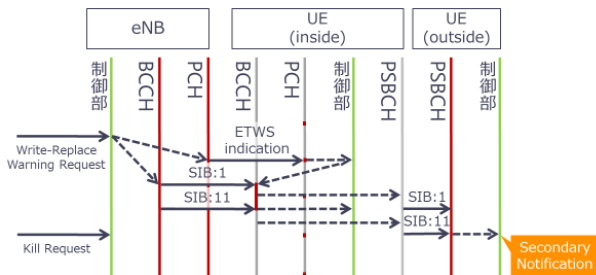 eNB
UE
(inside)
UE
(outside)
制御部
BCCH
PCH
BCCH
PCH
制御部
PSBCH
PSBCH
制御部
Write-Replace
Warning Request
ETWS
indication
SIB:1
SIB:11
SIB:1
SIB:11
Kill Request
Secondary
Notification